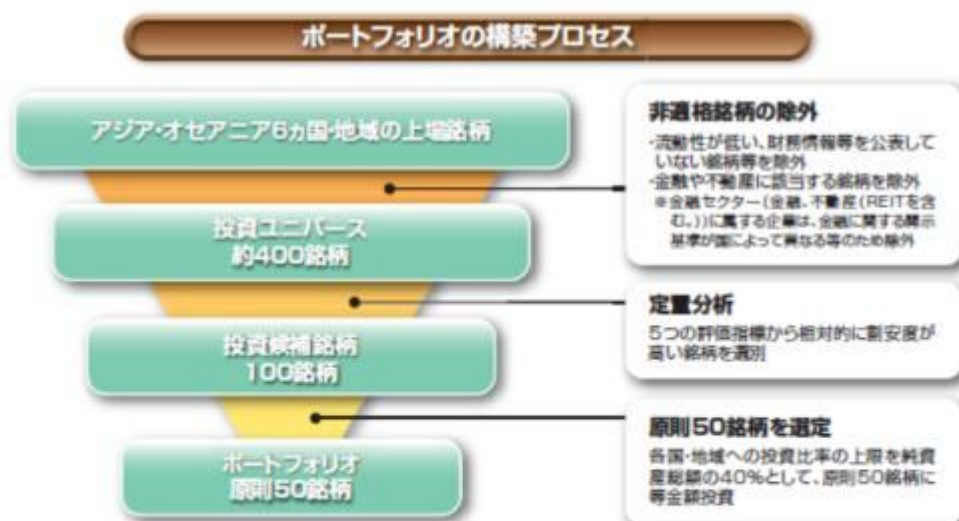 ポートフォリオの構築プロセス
アジア・オセアニア6ヵ国・地域の上場銘柄
非適格銘柄の除外
・流動性が低い、財務情報等を公表して
いない銘柄等を除外
・金融や不動産に該当する銘柄を除外
※金融セクター(金融、不動産(REITを含
む。))に属する企業は、金融に関する開示
基準が国によって異なる等のため除外
投資ユニバース
約400銘柄
定量分析
5つの評価指標から相対的に割安度が
高い銘柄を選別
投資候補銘柄
100銘柄
原則50銘柄を選定
各国・地域への投資比率の上限を純資
産総額の40%として、原則50銘柄に
等金額投資
ポートフォリオ
原則50銘柄